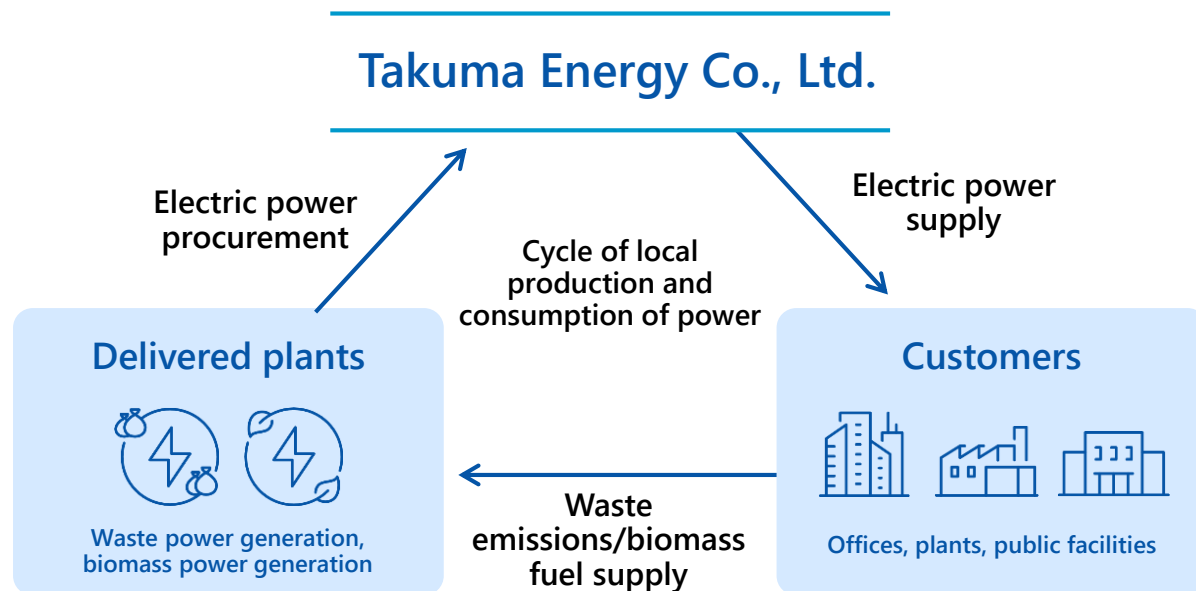 Takuma Energy Co., Ltd.
Electric power
procurement
Electric power
supply
Cycle of local
production and
consumption of power
Delivered plants
Waste power generation,
biomass power generation
Waste
emissions/biomass
fuel supply
Customers
Offices, plants, public facilities